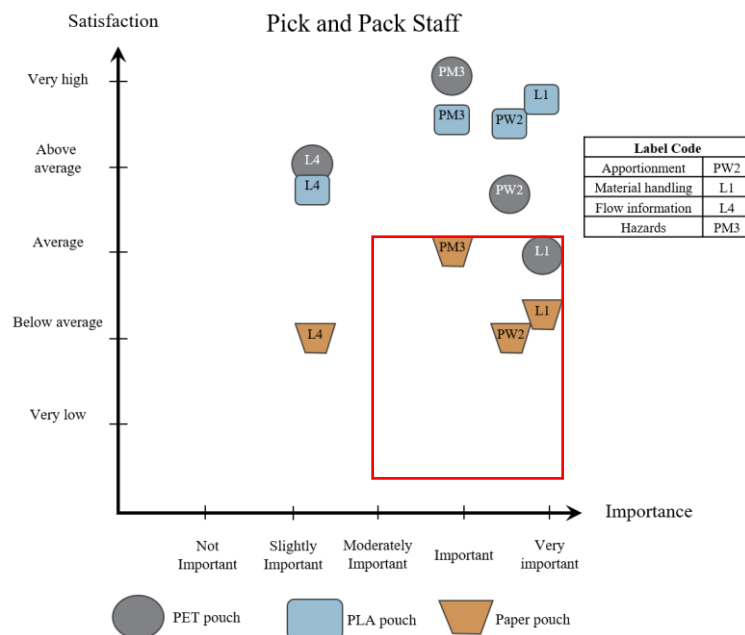 Satisfaction
Pick and Pack Staff
Very high
PM3
L1
PM3
PW2
Above
average
L4
L4
PW2
Label Code
Apportionment PW2
Material handling L1
Flow information L4
Hazards PM3
Average
PM3
L1
Below average
L1
L4
PW2
Very low
Importance
Not
Important
Slightly
Important
Moderately
Important
Important
Very
important
PET pouch
PLA pouch
Paper pouch